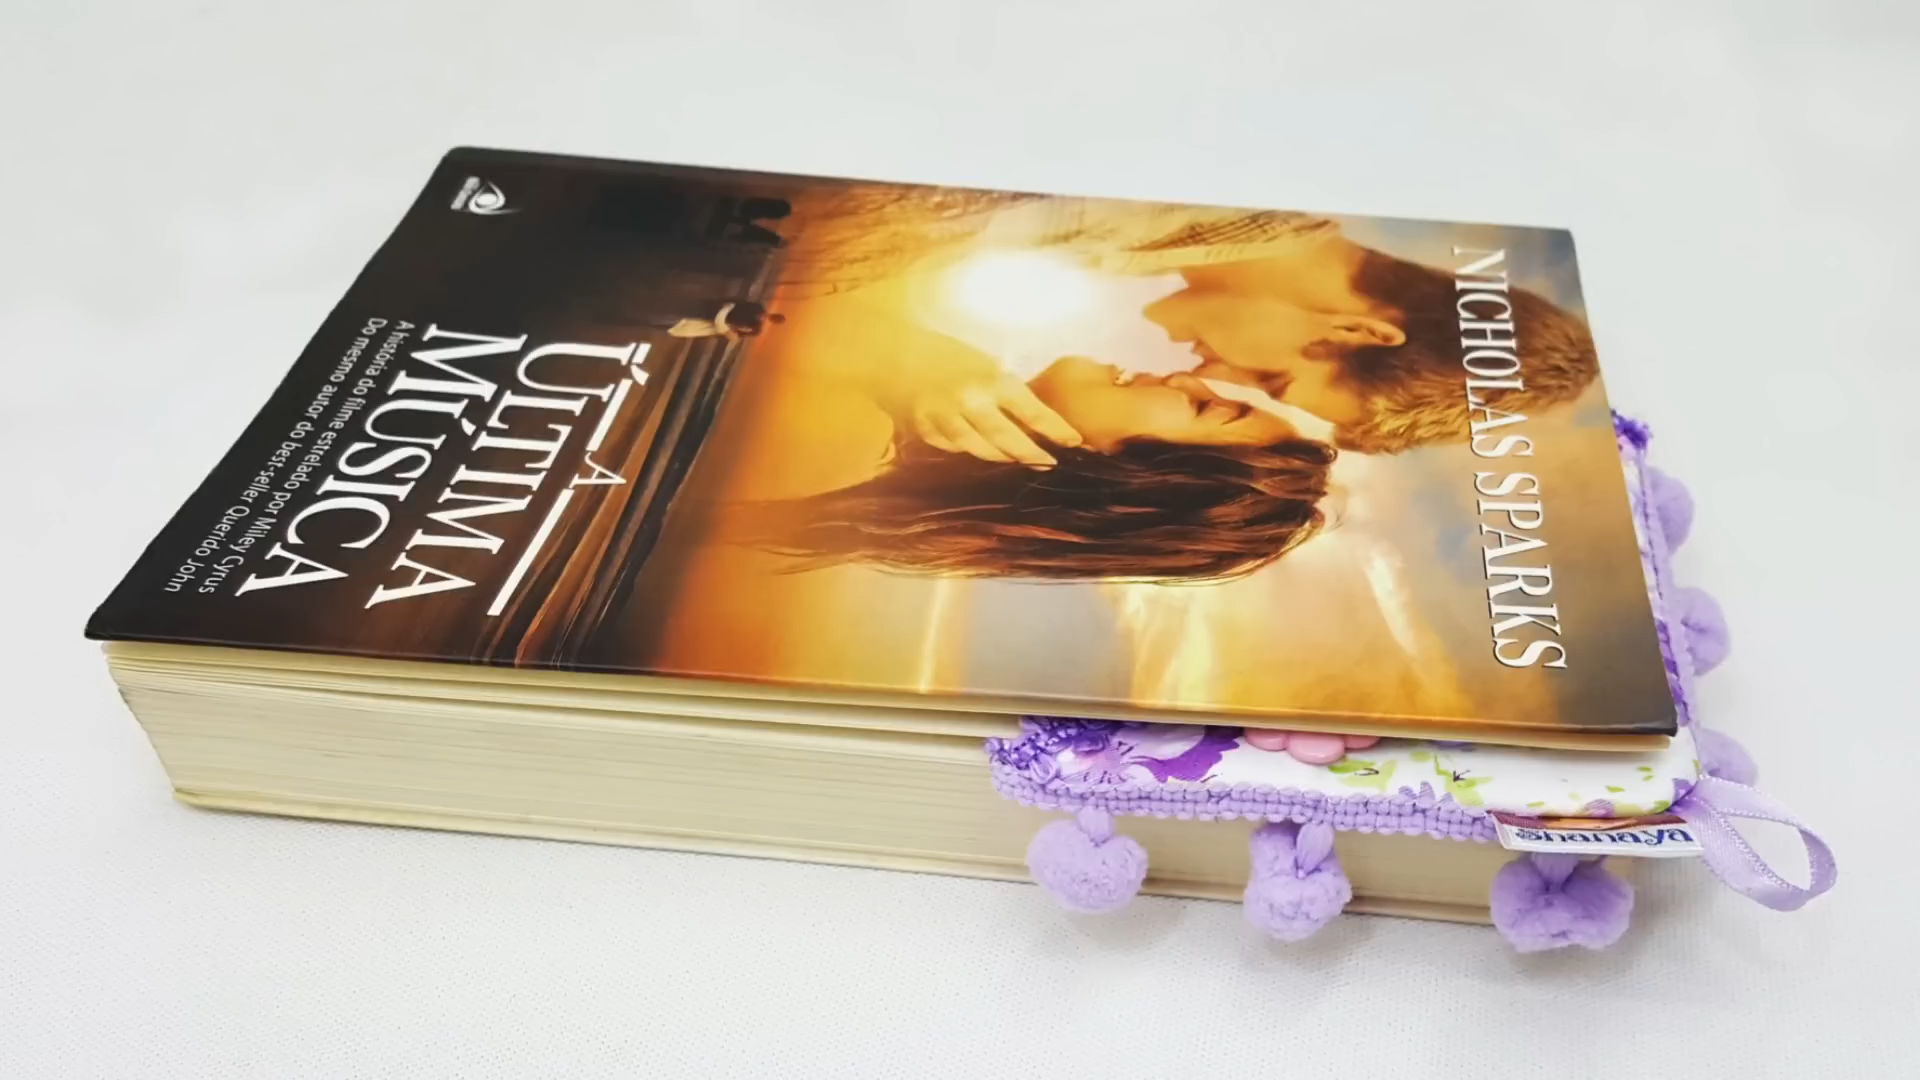 NICHOLAS SPARKS
A
ÚLTIMA
MÚSICA
A história do filme estrelado por Milley Cyrus
Do mesmo autor do best-seller Querido John
Shanaya